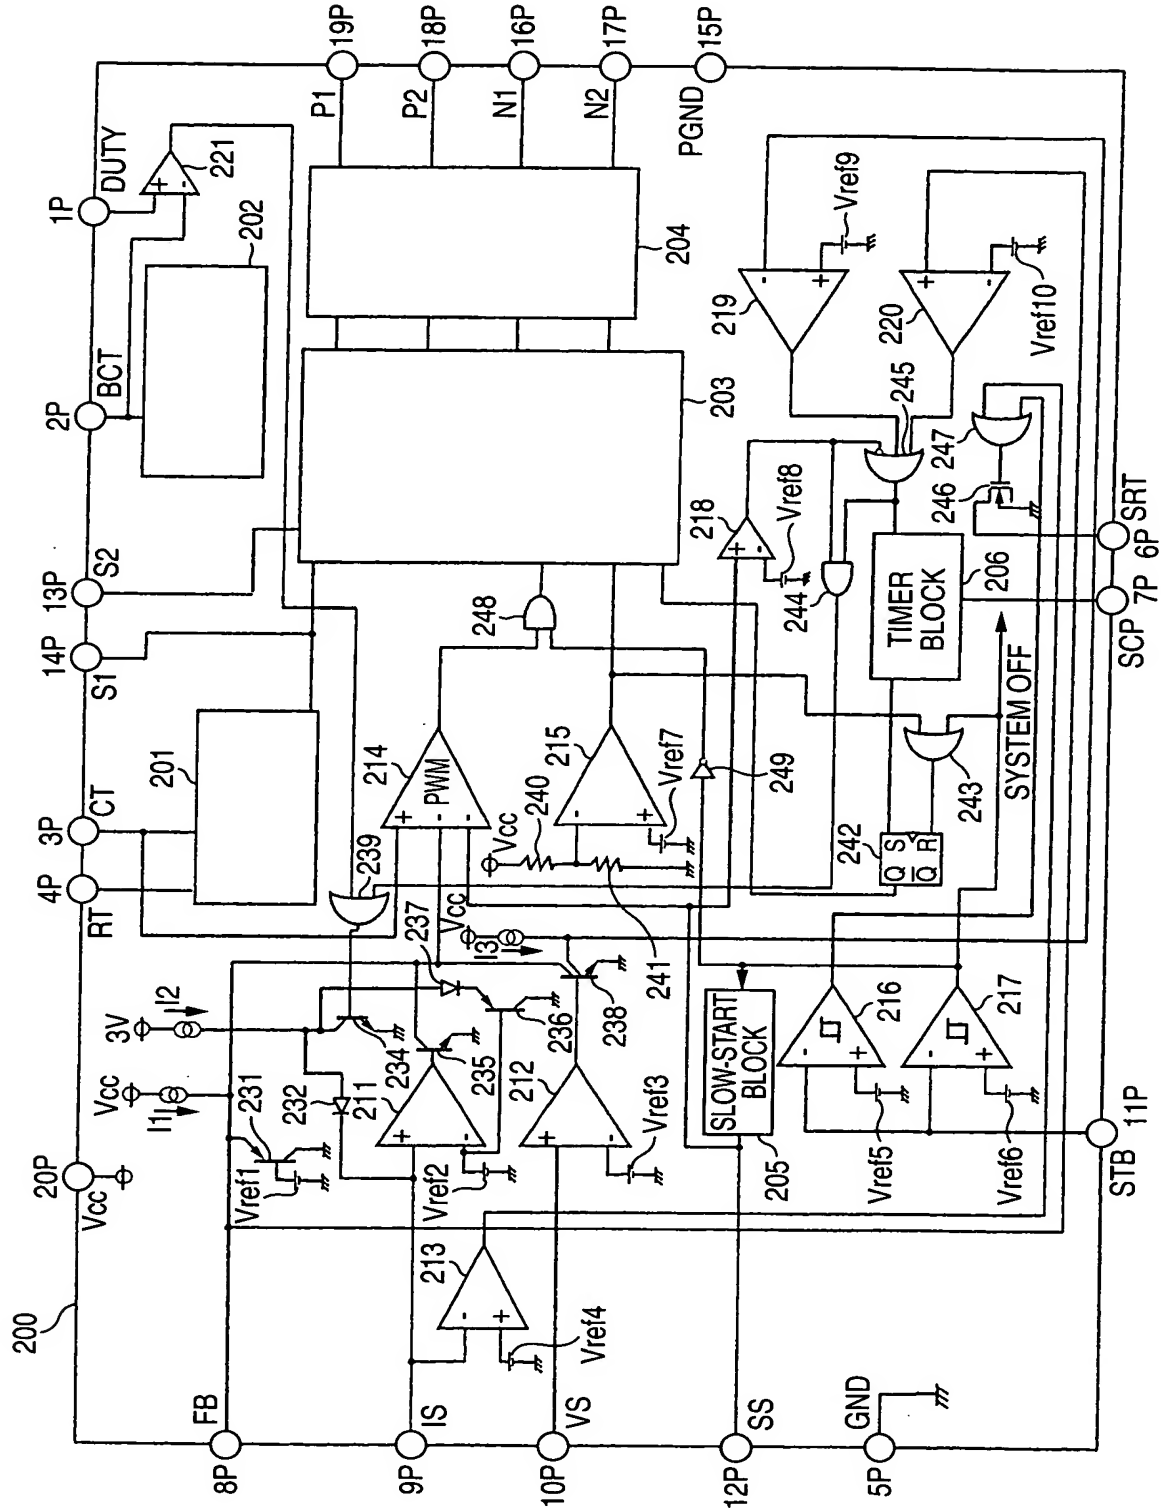 200
20P
Vcc
4P
RT
3P
CT
14P
S1
13P
S2
2P
BCT
1P
DUTY
221
202
201
19P
P1
18P
P2
16P
N1
17P
N2
15P
PGND
204
203
8P
FB
9P
IS
10P
VS
12P
SS
5P
GND
Vcc
I1
3V
I2
231
Vref1
232
234
235
236
237
238
239
211
+
-
Vref2
212
+
-
Vref3
213
-
+
Vref4
Vcc
I3
241
240
Vcc
214
PWM
+
-
-
215
-
+
Vref7
248
249
SLOW-START
BLOCK
205
216
-
+
Vref5
217
-
+
Vref6
STB
11P
218
+
-
Vref8
219
-
+
Vref9
220
+
-
Vref10
244
245
247
246
TIMER
BLOCK
206
SYSTEM OFF
243
242
Q S
Q R
SCP
7P
6P
SRT